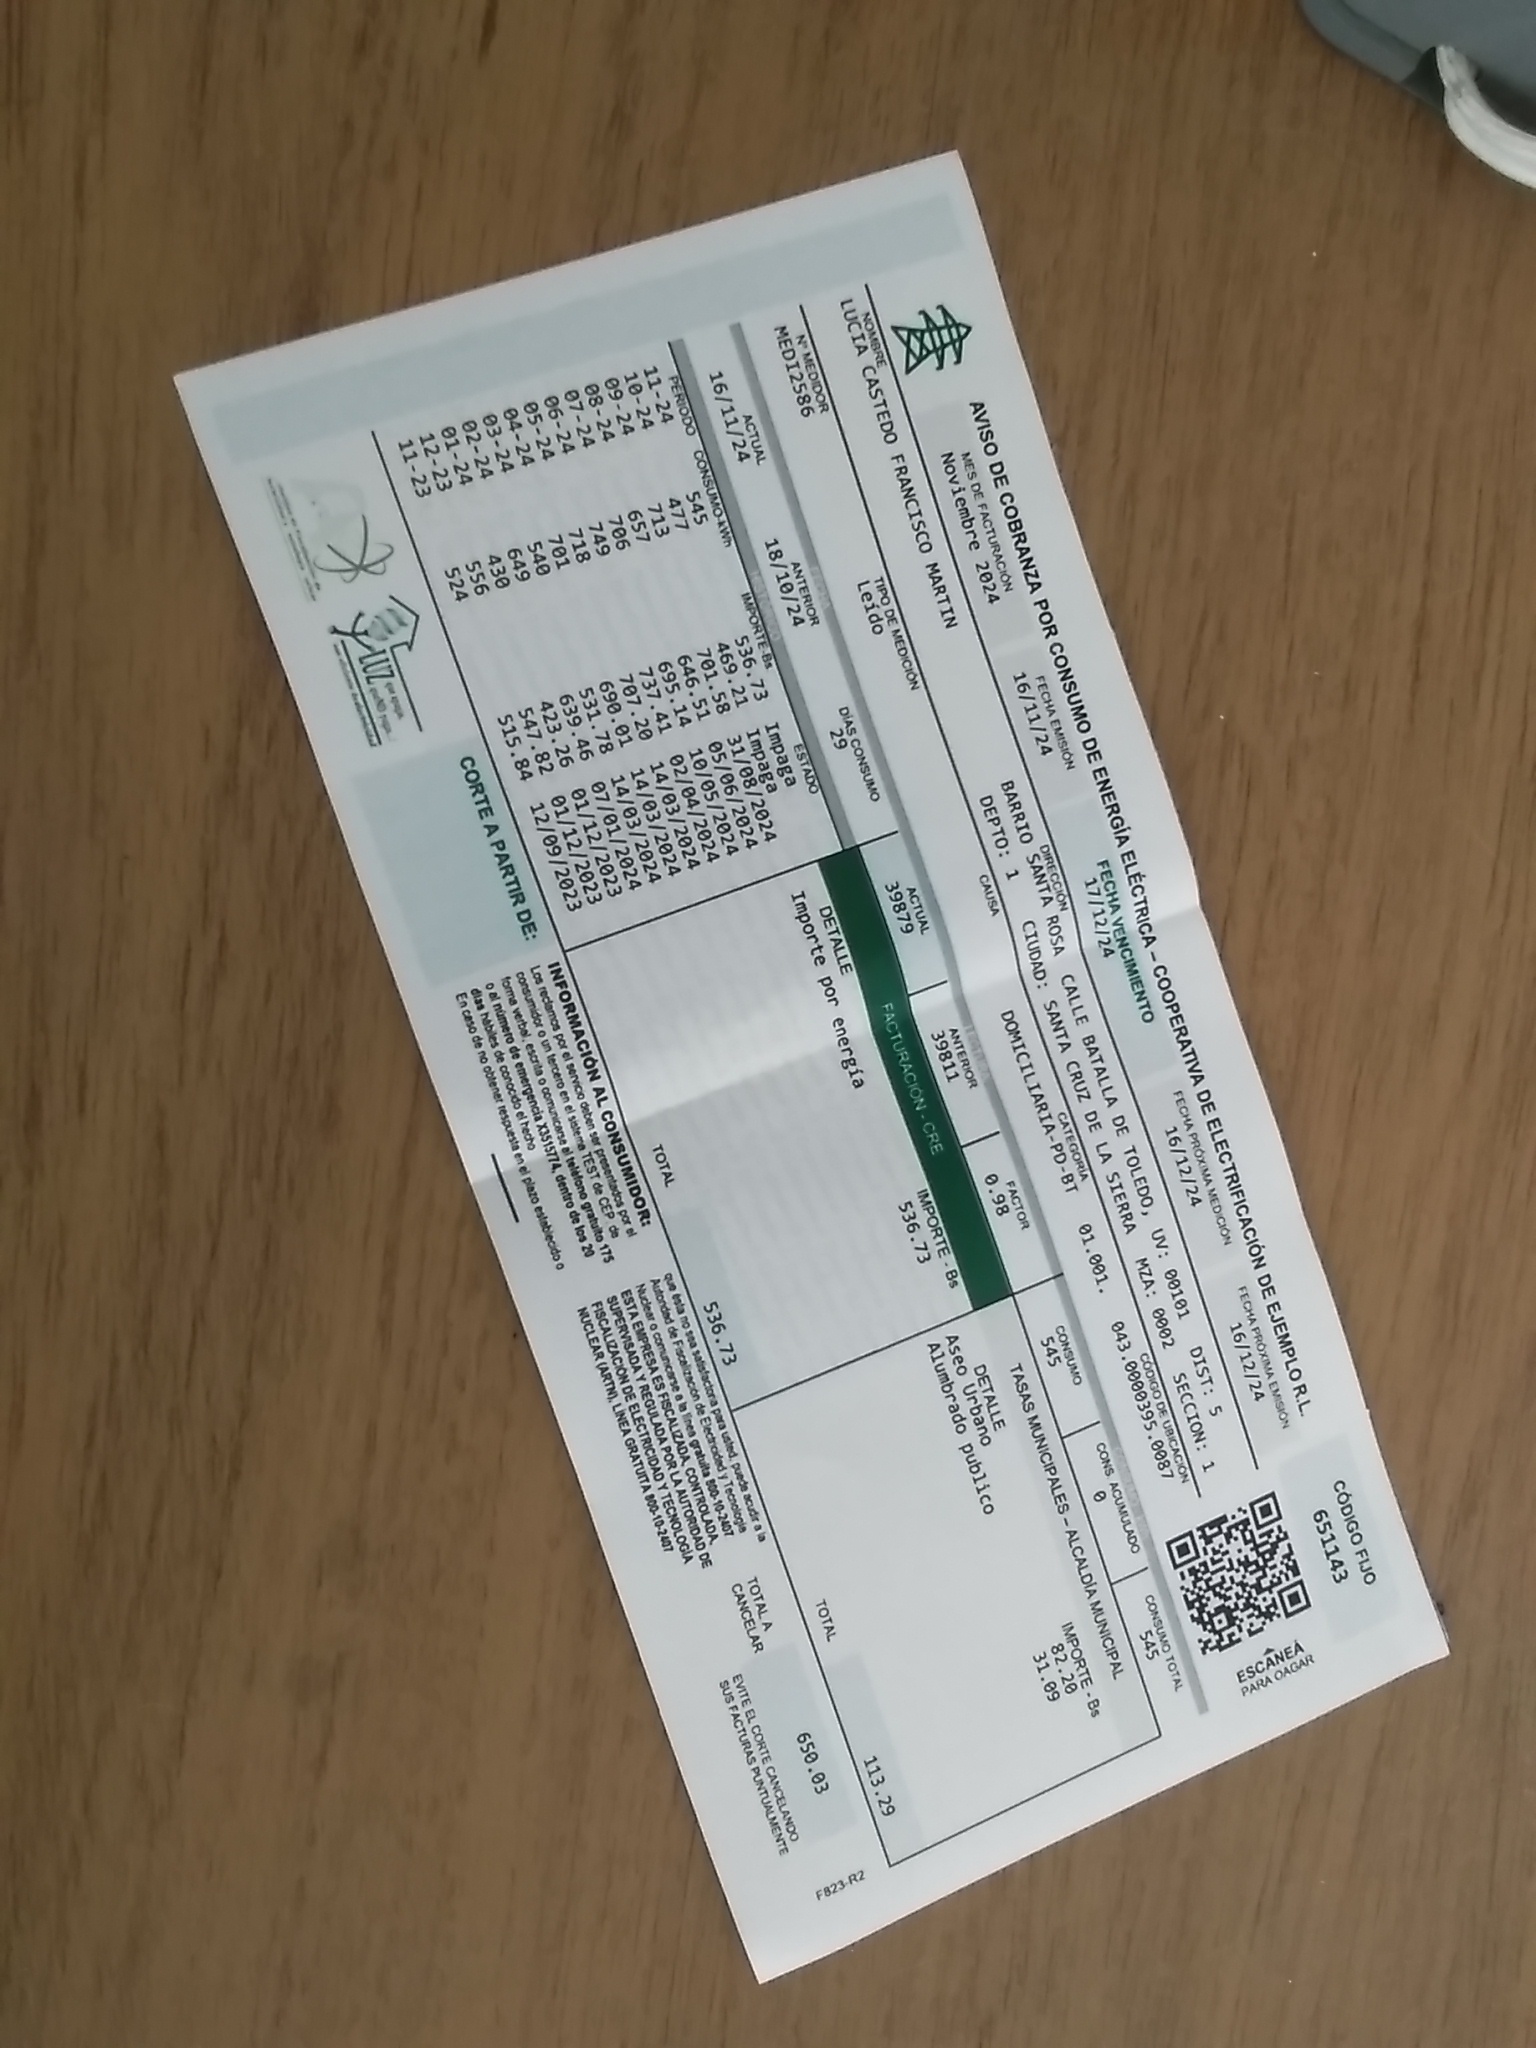 AVISO DE COBRANZA POR CONSUMO DE ENERGÍA ELÉCTRICA – COOPERATIVA DE ELECTRIFICACIÓN DE EJEMPLO R.L.
CÓDIGO FIJO
651143
MES DE FACTURACIÓN
Noviembre 2024
FECHA EMISIÓN
16/11/24
FECHA VENCIMIENTO
17/12/24
FECHA PRÓXIMA MEDICIÓN
16/12/24
FECHA PRÓXIMA EMISIÓN
16/12/24
NOMBRE
LUCIA CASTEDO FRANCISCO MARTIN
DIRECCIÓN
BARRIO SANTA ROSA CALLE BATALLA DE TOLEDO, UV: 00101 DIST: 5
DEPTO: 1 CIUDAD: SANTA CRUZ DE LA SIERRA MZA: 0002 SECCION: 1
ESCANEÁ
PARA OAGAR
Nº MEDIDOR
MEDI2586
TIPO DE MEDICIÓN
Leído
CAUSA
CATEGORÍA
DOMICILIARIA-PD-BT
CÓDIGO DE UBICACIÓN
01.001. 043.0000395.0087
ACTUAL
16/11/24
ANTERIOR
18/10/24
DÍAS CONSUMO
29
ACTUAL
39879
ANTERIOR
39811
FACTOR
0.98
CONSUMO
545
CONS ACUMULADO
0
CONSUMO TOTAL
545
PERIODO CONSUMO-kWh IMPORTE-Bs ESTADO
11-24 545 536.73 Impaga
10-24 477 469.21 Impaga
09-24 713 701.58 31/08/2024
08-24 657 646.51 05/06/2024
07-24 706 695.14 10/05/2024
06-24 749 737.41 02/04/2024
05-24 718 707.20 14/03/2024
04-24 701 690.01 14/03/2024
03-24 540 531.78 14/03/2024
02-24 649 639.46 07/01/2024
01-24 430 423.26 01/12/2023
12-23 556 547.82 01/12/2023
11-23 524 515.84 12/09/2023
FACTURACIÓN - CRE
DETALLE IMPORTE - Bs
Importe por energía 536.73
TOTAL 536.73
TASAS MUNICIPALES – ALCALDÍA MUNICIPAL
DETALLE IMPORTE - Bs
Aseo Urbano 82.20
Alumbrado publico 31.09
TOTAL 113.29
LUZ
que apaga,
que NO paga...
CORTE A PARTIR DE:
INFORMACIÓN AL CONSUMIDOR:
Los reclamos por el servicio deben ser presentados por el
consumidor o un tercero en el sistema TEST de CEP, de
forma verbal, escrita o comunicarse al teléfono gratuito 175
o al número de emergencia X3515774, dentro de los 20
días hábiles de conocido el hecho
En caso de no obtener respuesta en el plazo establecido o
que ésta no sea satisfactoria para usted, puede acudir a la
Autoridad de Fiscalización de Electricidad y Tecnología
Nuclear o comunicarse a la línea gratuita 800-10-2407
ESTA EMPRESA ES FISCALIZADA, CONTROLADA,
SUPERVISADA Y REGULADA POR LA AUTORIDAD DE
FISCALIZACIÓN DE ELECTRICIDAD Y TECNOLOGÍA
NUCLEAR (ARTN), LÍNEA GRATUITA 800-10-2407
TOTAL A
CANCELAR
650.03
EVITE EL CORTE CANCELANDO
SUS FACTURAS PUNTUALMENTE
F823-R2